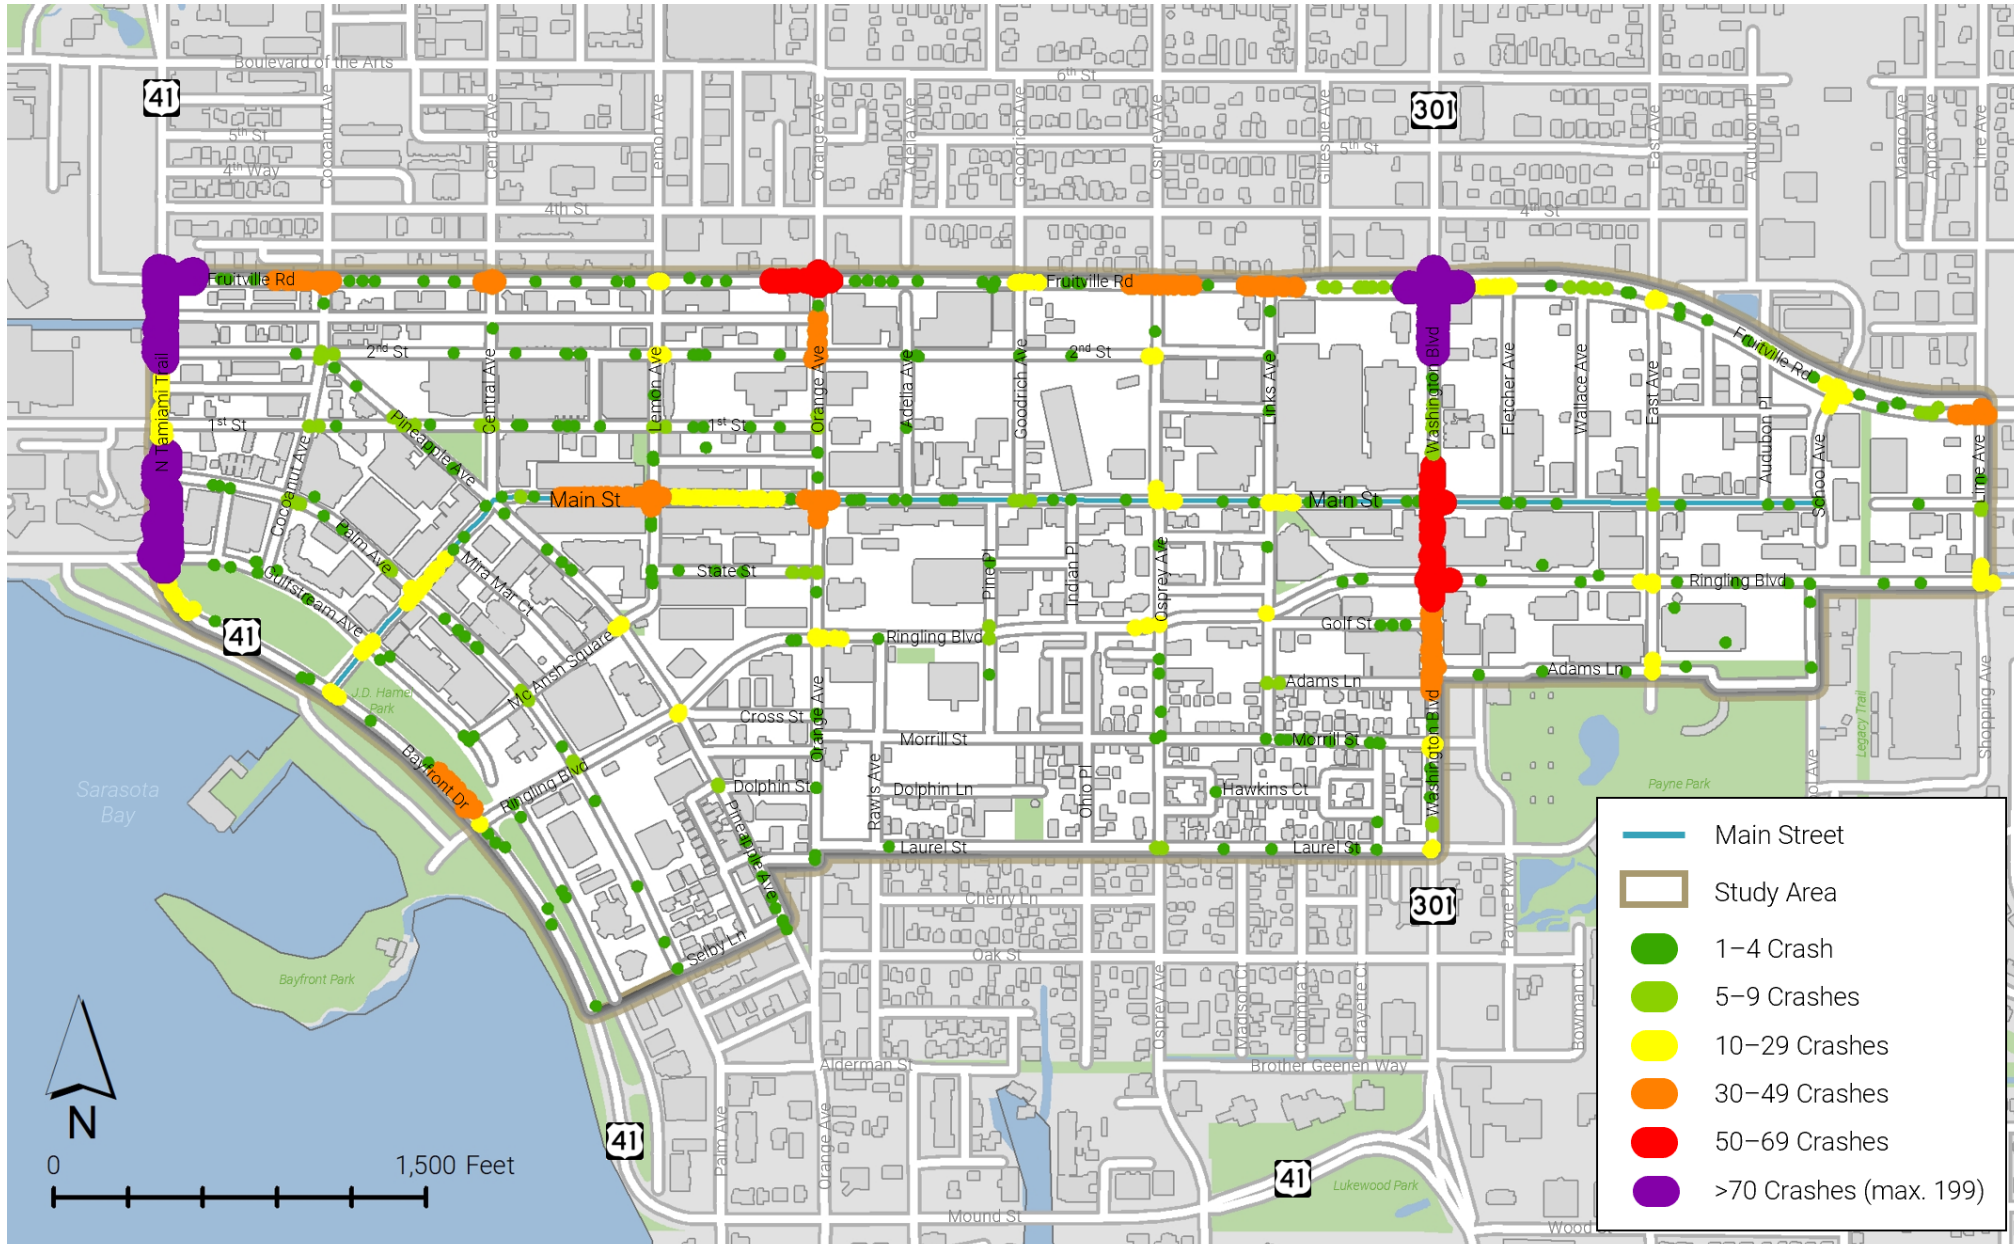 Boulevard of the Arts
6th St
41
301
5th St
5th St
4th Way
4th St
4th St
Cocoanut Ave
Central Ave
Lemon Ave
Orange Ave
Adelia Ave
Goodrich Ave
Osprey Ave
Gillespie Ave
East Ave
Audubon Pl
Mango Ave
Apricot Ave
Line Ave
Fruitville Rd
Fruitville Rd
Fruitville Rd
2nd St
2nd St
N Tamiami Trail
1st St
1st St
Pineapple Ave
Central Ave
Lemon Ave
Orange Ave
Adelia Ave
Goodrich Ave
Links Ave
Washington Blvd
Fletcher Ave
Wallace Ave
East Ave
Audubon Pl
School Ave
Lime Ave
Main St
Main St
Cocoanut Ave
Palm Ave
Gulfstream Ave
Mira Mar Ct
State St
Pine Pl
Indian Pl
Osprey Ave
Ringling Blvd
Ringling Blvd
Golf St
41
Mc Ansh Square
Adams Ln
Adams Ln
J.D. Hamel
Park
Cross St
Orange Ave
Morrill St
Morrill St
Washington Blvd
Legacy Trail
Shopping Ave
Bayfront Dr
Ringling Blvd
Dolphin St
Rawls Ave
Dolphin Ln
Ohio Pl
Hawkins Ct
Payne Park
Sarasota
Bay
Pineapple Ave
Laurel St
Laurel St
Cherry Ln
301
Payne Pkwy
Selby Ln
Oak St
Bayfront Park
Osprey Ave
Madison Ct
Columbia Ct
Lafayette Ct
Bowman Ct
Alderman St
Brother Geenen Way
Palm Ave
Orange Ave
41
41
Lukewood Park
Mound St
Wood
N
0
1,500 Feet
Main Street
Study Area
1–4 Crash
5–9 Crashes
10–29 Crashes
30–49 Crashes
50–69 Crashes
>70 Crashes (max. 199)